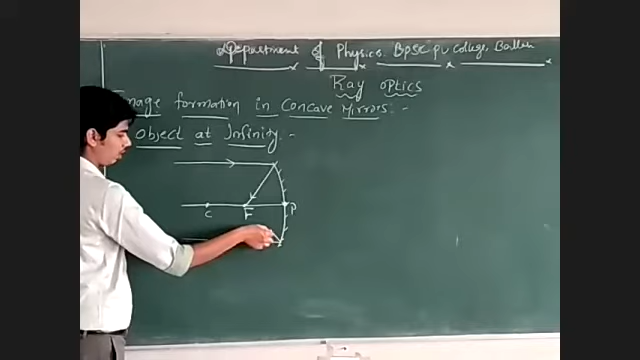 Department of Physics. BPSC PU College, Ballari
Ray optics
Image formation in Concave Mirrors:-
Object at Infinity:-
C F P